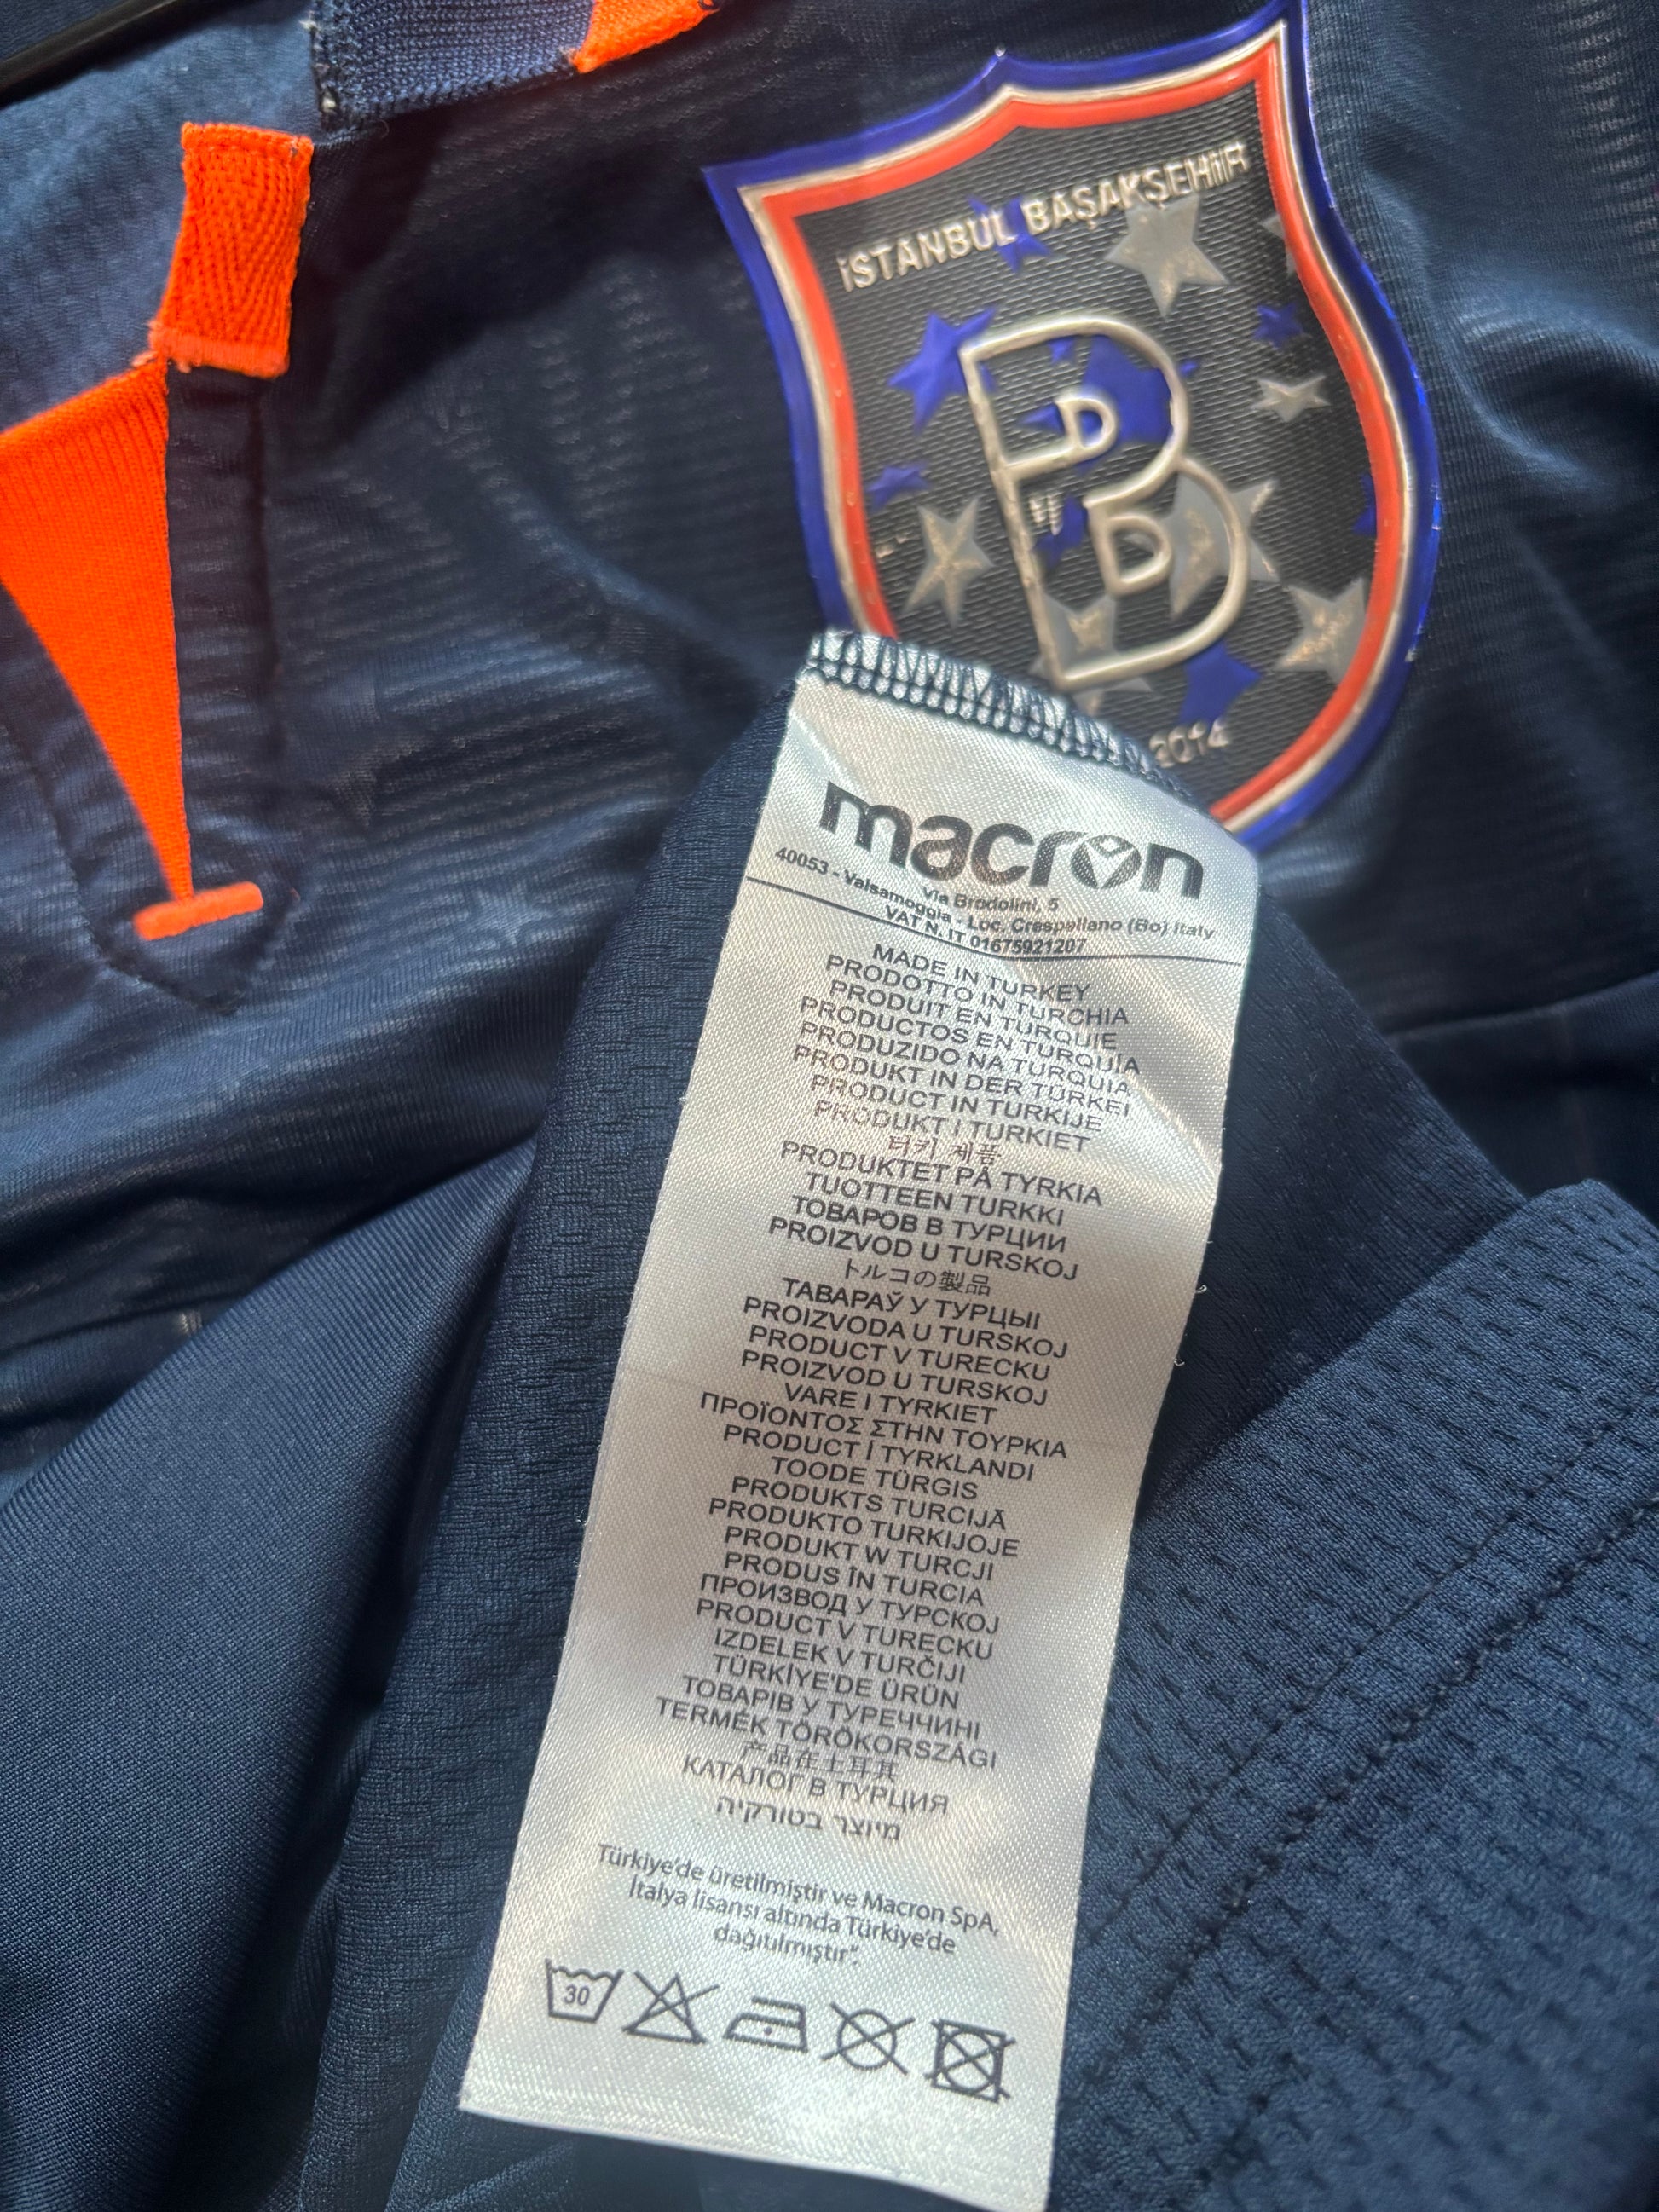 İSTANBUL BAŞAKŞEHİR
2014
macron
Via Brodolini, 5
40053 - Valsamoggia - Loc. Crespellano (Bo) Italy
VAT N. IT 01675921207
MADE IN TURKEY
PRODOTTO IN TURCHIA
PRODUIT EN TURQUIE
PRODUCTOS EN TURQUÍA
PRODUZIDO NA TURQUIA
PRODUKT IN DER TÜRKEI
PRODUCT IN TURKIJE
PRODUKT I TURKIET
터키 제품
PRODUKTET PÅ TYRKIA
TUOTTEEN TURKKI
ТОВАРОВ В ТУРЦИИ
PROIZVOD U TURSKOJ
トルコの製品
ТАВАРАЎ У ТУРЦЫІ
PROIZVODA U TURSKOJ
PRODUCT V TURECKU
PROIZVOD U TURSKOJ
VARE I TYRKIET
ΠΡΟΪΟΝΤΟΣ ΣΤΗΝ ΤΟΥΡΚΙΑ
PRODUCT Í TYRKLANDI
TOODE TÜRGIS
PRODUKTS TURCIJĀ
PRODUKTO TURKIJOJE
PRODUKT W TURCJI
PRODUS ÎN TURCIA
ПРОИЗВОД У ТУРСКОЈ
PRODUCT V TURECKU
IZDELEK V TURČIJI
TÜRKİYE'DE ÜRÜN
ТОВАРІВ У ТУРЕЧЧИНІ
TERMÉK TÖRÖKORSZÁGI
产品在土耳其
КАТАЛОГ В ТУРЦИЯ
מיוצר בטורקיה
Türkiye'de üretilmiştir ve Macron SpA,
İtalya lisansı altında Türkiye'de
dağıtılmıştır".
30